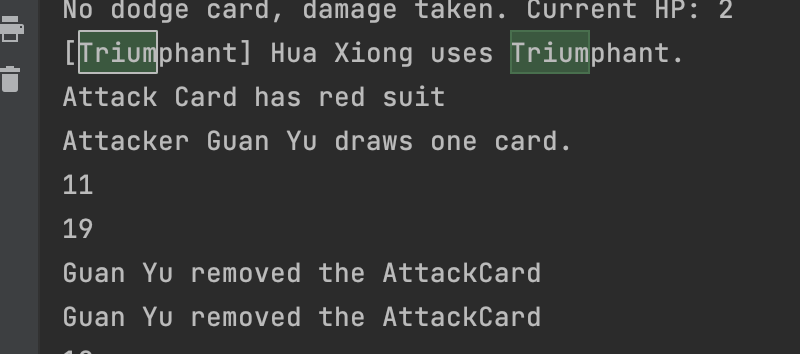 No dodge card, damage taken. Current HP: 2
[Triumphant] Hua Xiong uses Triumphant.
Attack Card has red suit
Attacker Guan Yu draws one card.
11
19
Guan Yu removed the AttackCard
Guan Yu removed the AttackCard